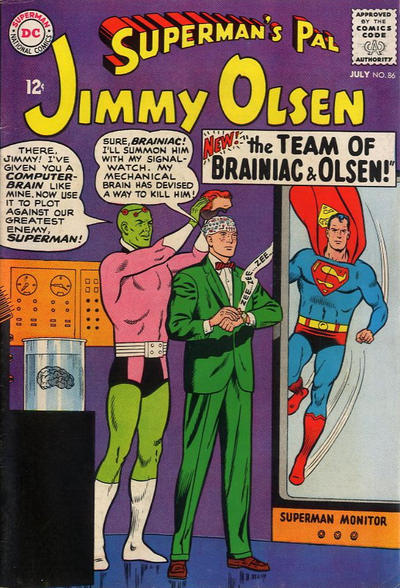 SUPERMAN
DC
NATIONAL COMICS
SUPERMAN'S PAL
JIMMY OLSEN
12¢
APPROVED
BY THE
COMICS
CODE
CA
AUTHORITY
JULY NO. 86
NEW! "the TEAM OF
BRAINIAC & OLSEN!"
THERE,
JIMMY! I'VE
GIVEN YOU A
COMPUTER-
BRAIN LIKE
MINE. NOW USE
IT TO PLOT
AGAINST OUR
GREATEST
ENEMY,
SUPERMAN!
SURE, BRAINIAC!
I'LL SUMMON HIM
WITH MY SIGNAL-
WATCH. MY
MECHANICAL
BRAIN HAS DEVISED
A WAY TO KILL HIM!
ZEE-ZEE-ZEE
S
SUPERMAN MONITOR